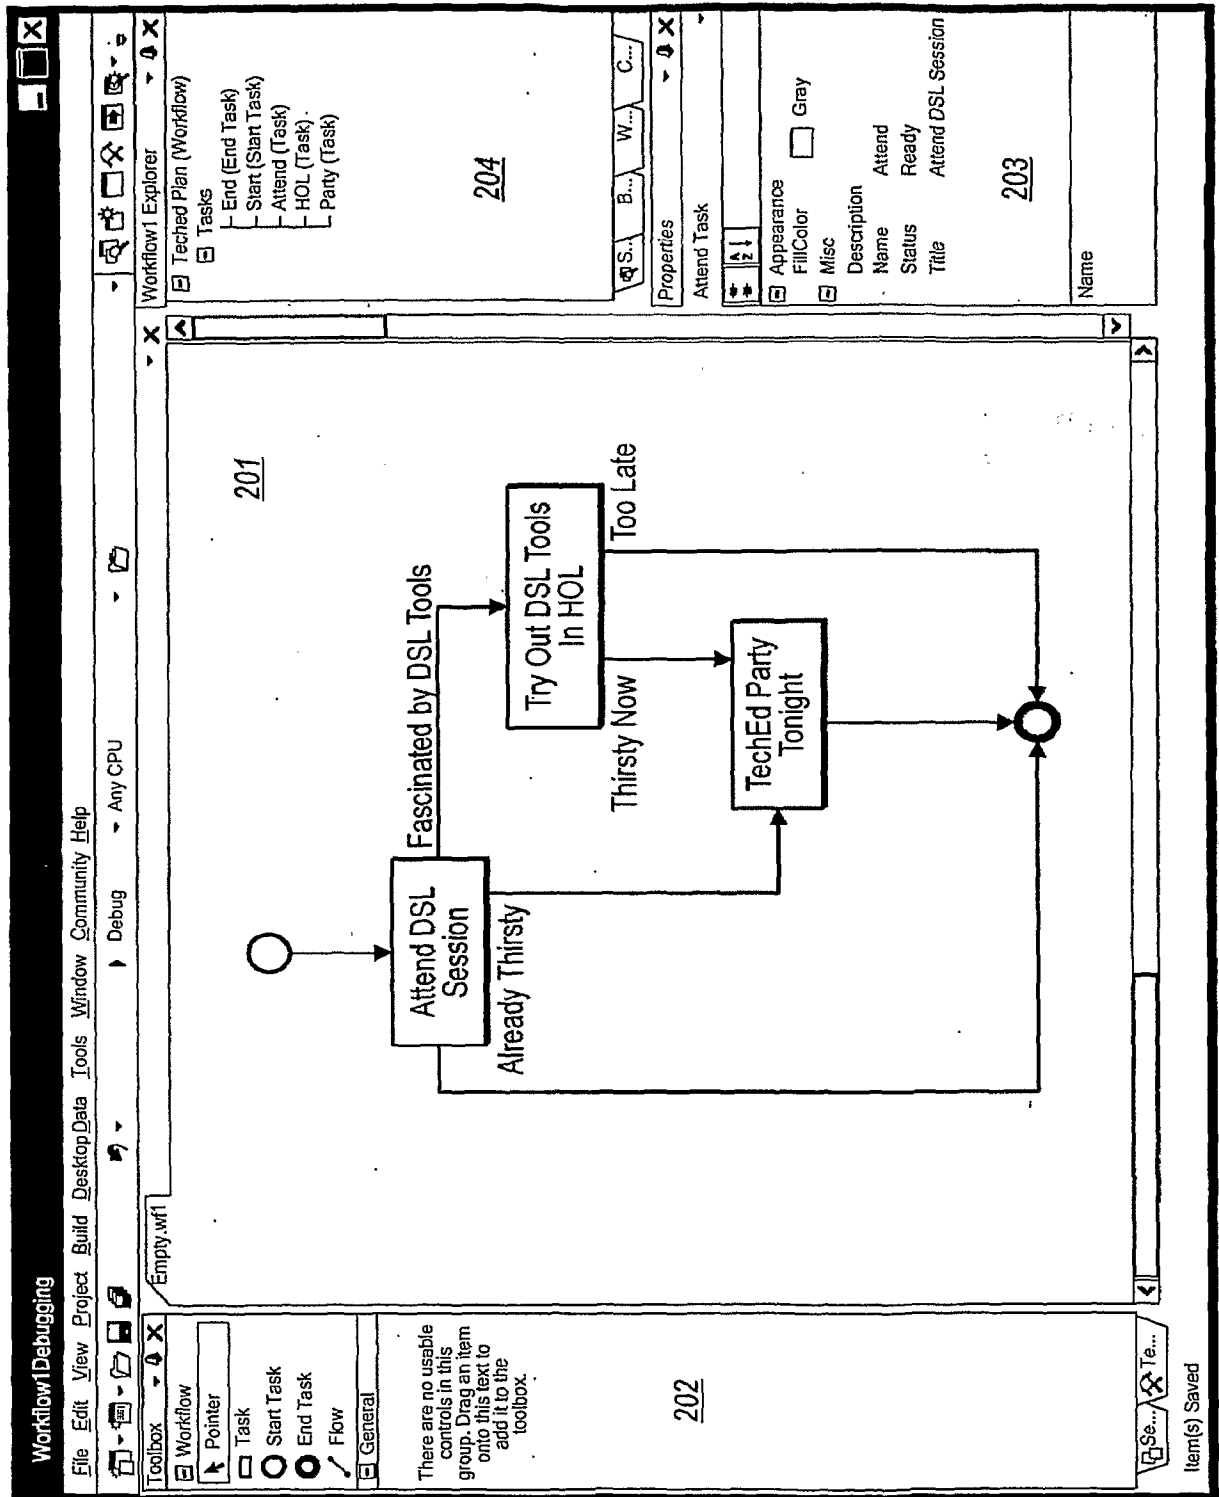 Workflow1Debugging
File Edit View Project Build DesktopData Tools Window Community Help
Debug Any CPU
Toolbox
Workflow
Pointer
Task
Start Task
End Task
Flow
General
There are no usable
controls in this
group. Drag an item
onto this text to
add it to the
toolbox.
202
Se... Te...
Empty.wf1
201
Attend DSL
Session
Already Thirsty
Fascinated by DSL Tools
Try Out DSL Tools
In HOL
Thirsty Now
Too Late
TechEd Party
Tonight
Workflow1 Explorer
Teched Plan (Workflow)
Tasks
End (End Task)
Start (Start Task)
Attend (Task)
HOL (Task)
Party (Task)
204
S... B... W... C...
Properties
Attend Task
A
Z
Appearance
FillColor Gray
Misc
Description
Name Attend
Status Ready
Title Attend DSL Session
203
Name
Item(s) Saved